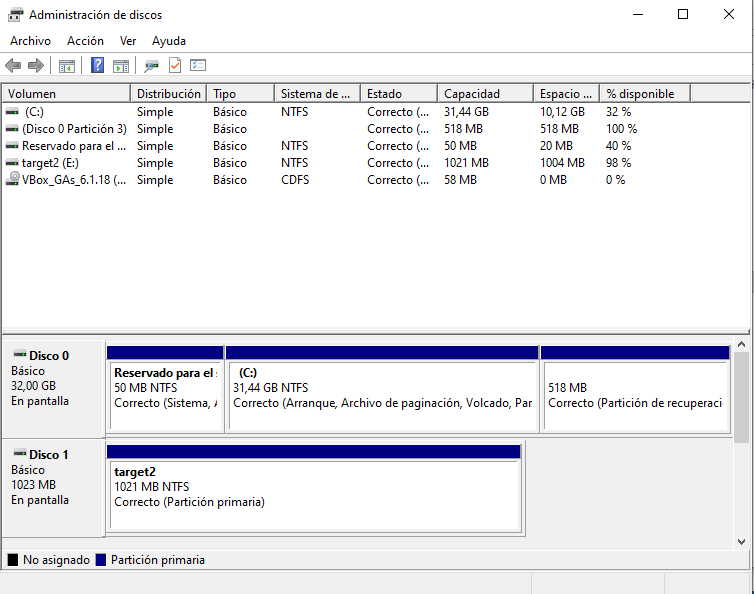 Administración de discos
Archivo Acción Ver Ayuda
Volumen Distribución Tipo Sistema de ... Estado Capacidad Espacio ... % disponible
(C:) Simple Básico NTFS Correcto (... 31,44 GB 10,12 GB 32 %
(Disco 0 Partición 3) Simple Básico Correcto (... 518 MB 518 MB 100 %
Reservado para el ... Simple Básico NTFS Correcto (... 50 MB 20 MB 40 %
target2 (E:) Simple Básico NTFS Correcto (... 1021 MB 1004 MB 98 %
VBox_GAs_6.1.18 (... Simple Básico CDFS Correcto (... 58 MB 0 MB 0 %
Disco 0
Básico
32,00 GB
En pantalla
Reservado para el
50 MB NTFS
Correcto (Sistema,
(C:)
31,44 GB NTFS
Correcto (Arranque, Archivo de paginación, Volcado, Par
518 MB
Correcto (Partición de recuperaci
Disco 1
Básico
1023 MB
En pantalla
target2
1021 MB NTFS
Correcto (Partición primaria)
No asignado Partición primaria